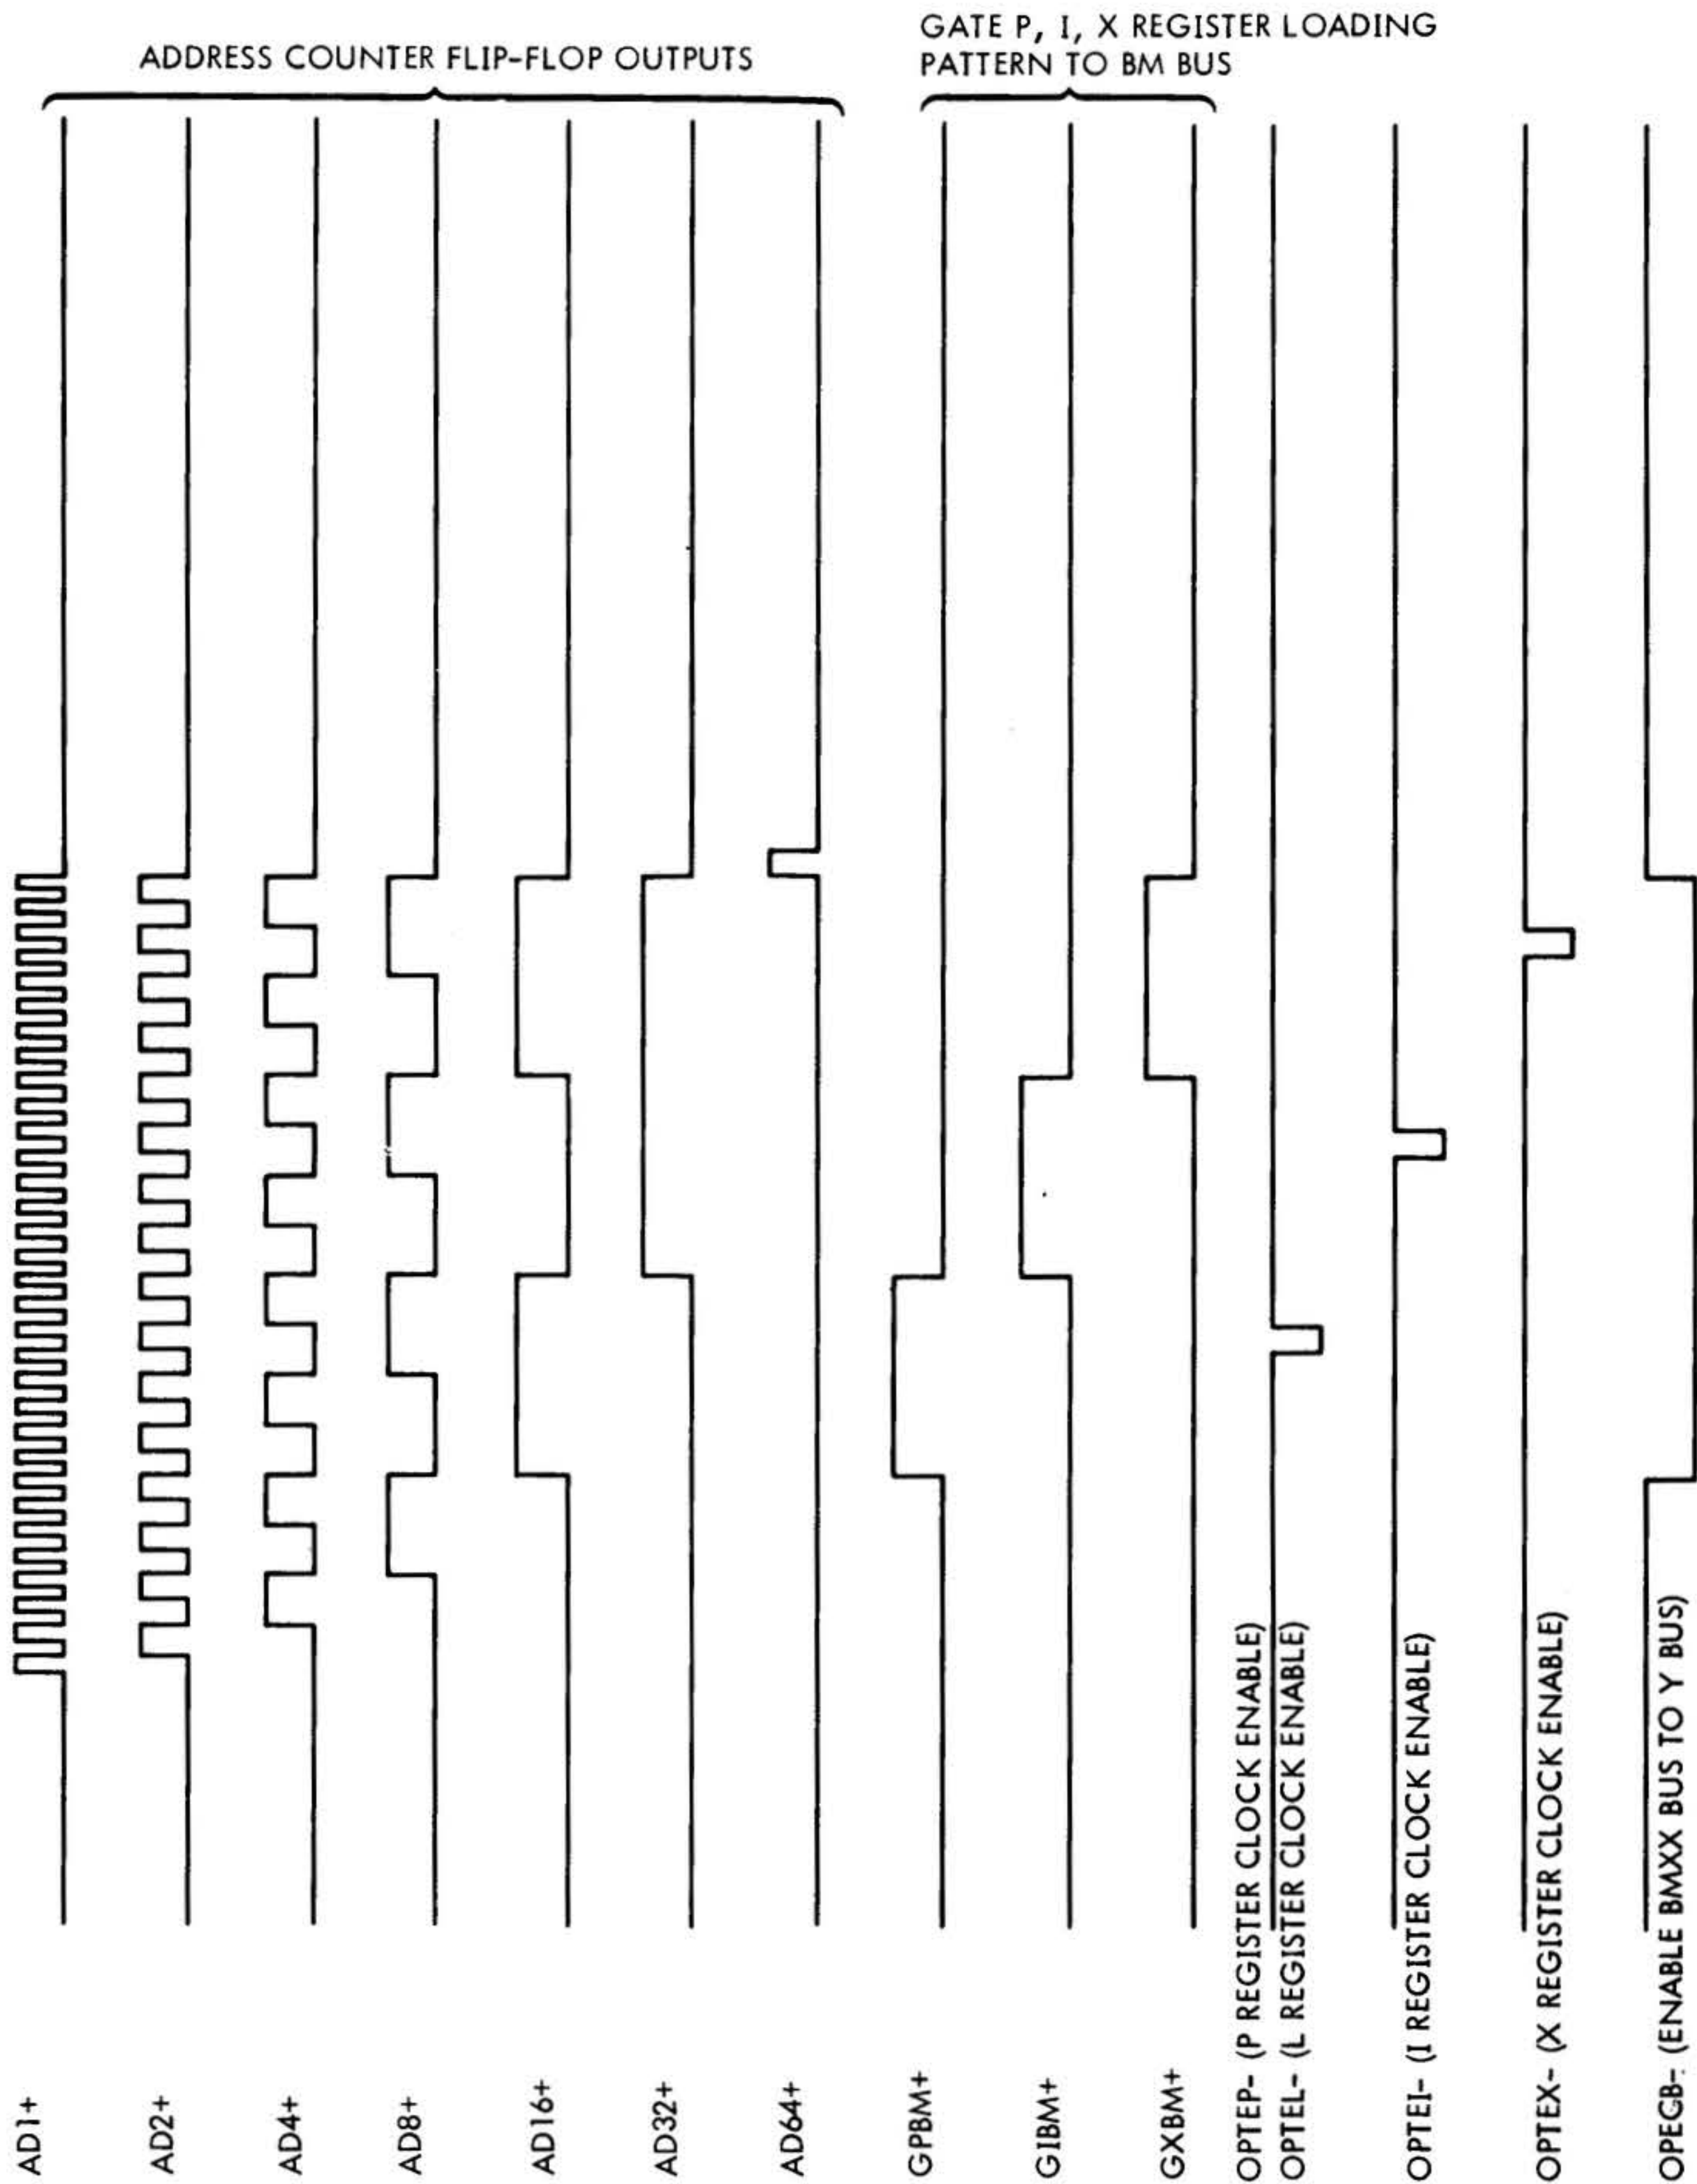 ADDRESS COUNTER FLIP-FLOP OUTPUTS
GATE P, I, X REGISTER LOADING
PATTERN TO BM BUS
AD1+
AD2+
AD4+
AD8+
AD16+
AD32+
AD64+
GPBM+
GIBM+
GXBM+
OPTEP- (P REGISTER CLOCK ENABLE)
OPTEL- (L REGISTER CLOCK ENABLE)
OPTEI- (I REGISTER CLOCK ENABLE)
OPTEX- (X REGISTER CLOCK ENABLE)
OPEGB- (ENABLE BMXX BUS TO Y BUS)